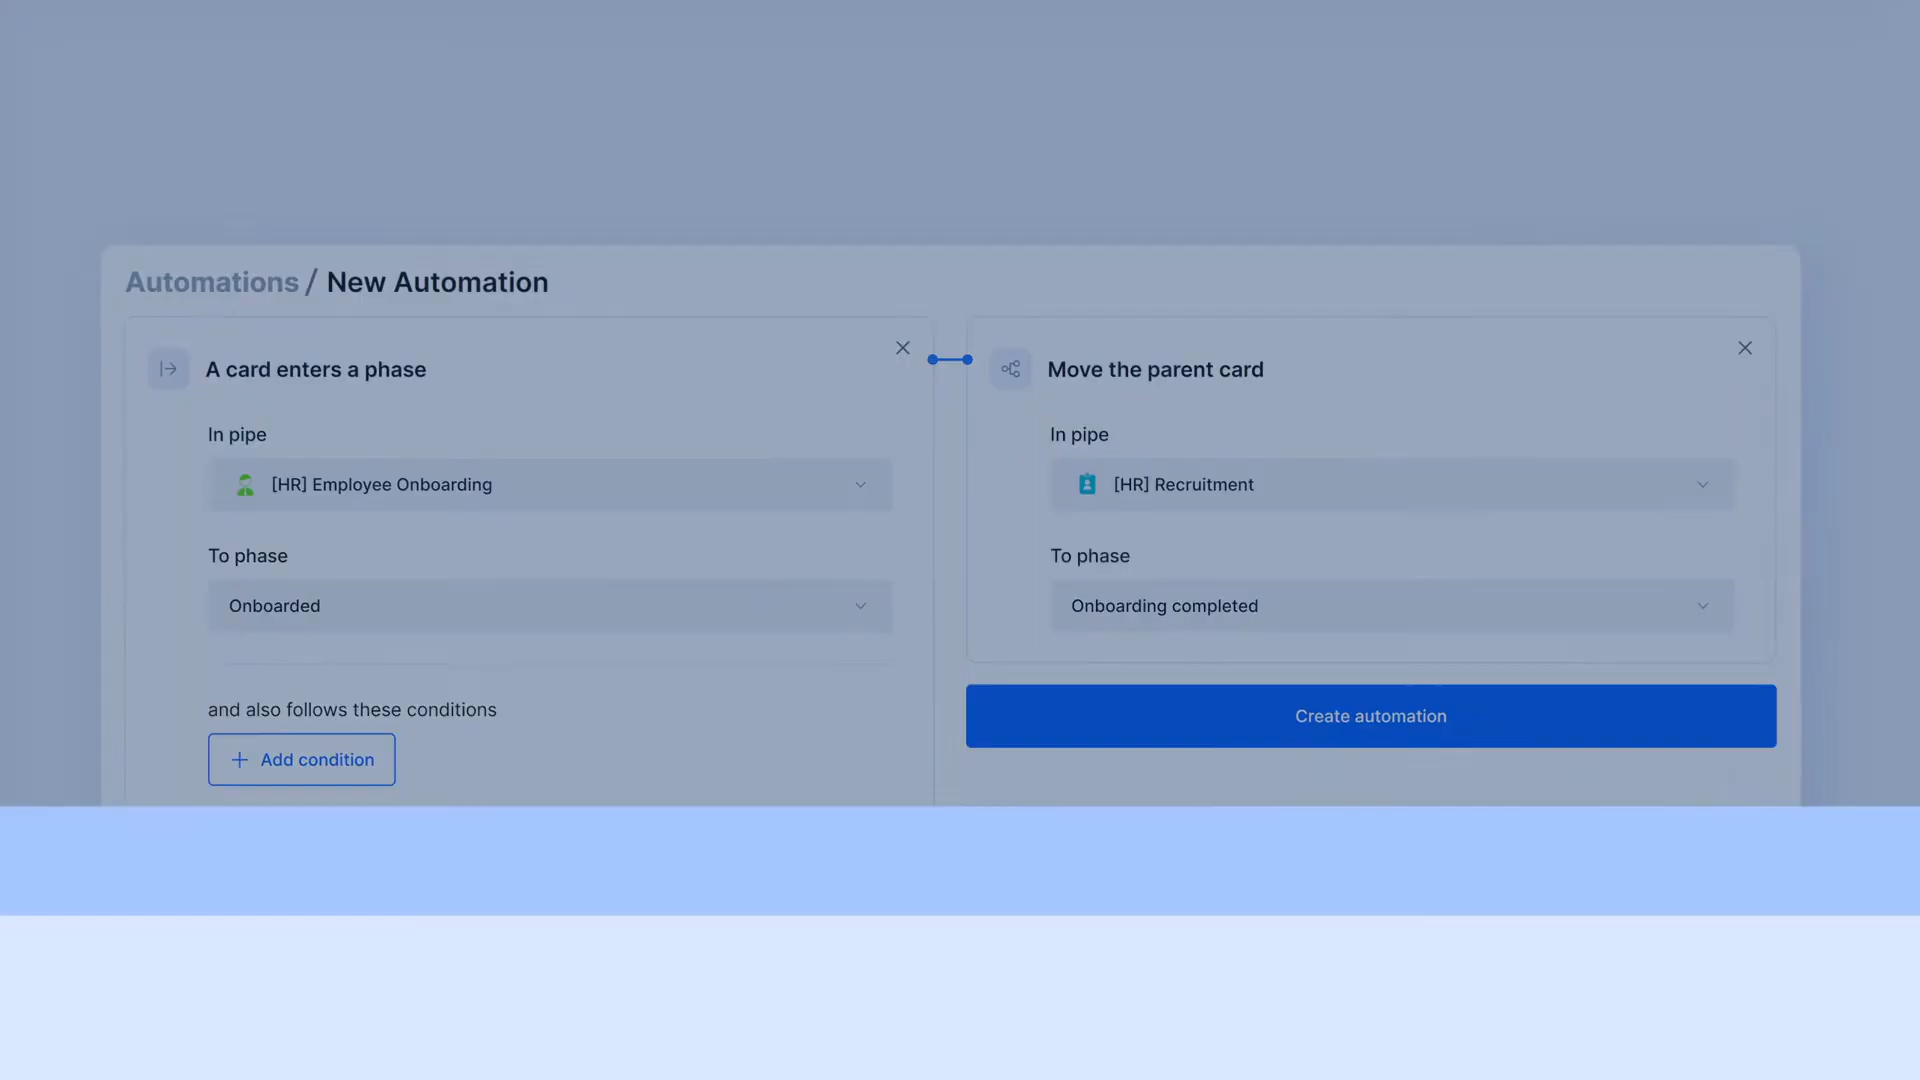 Automations / New Automation
A card enters a phase
In pipe
[HR] Employee Onboarding
To phase
Onboarded
and also follows these conditions
Add condition
Move the parent card
In pipe
[HR] Recruitment
To phase
Onboarding completed
Create automation